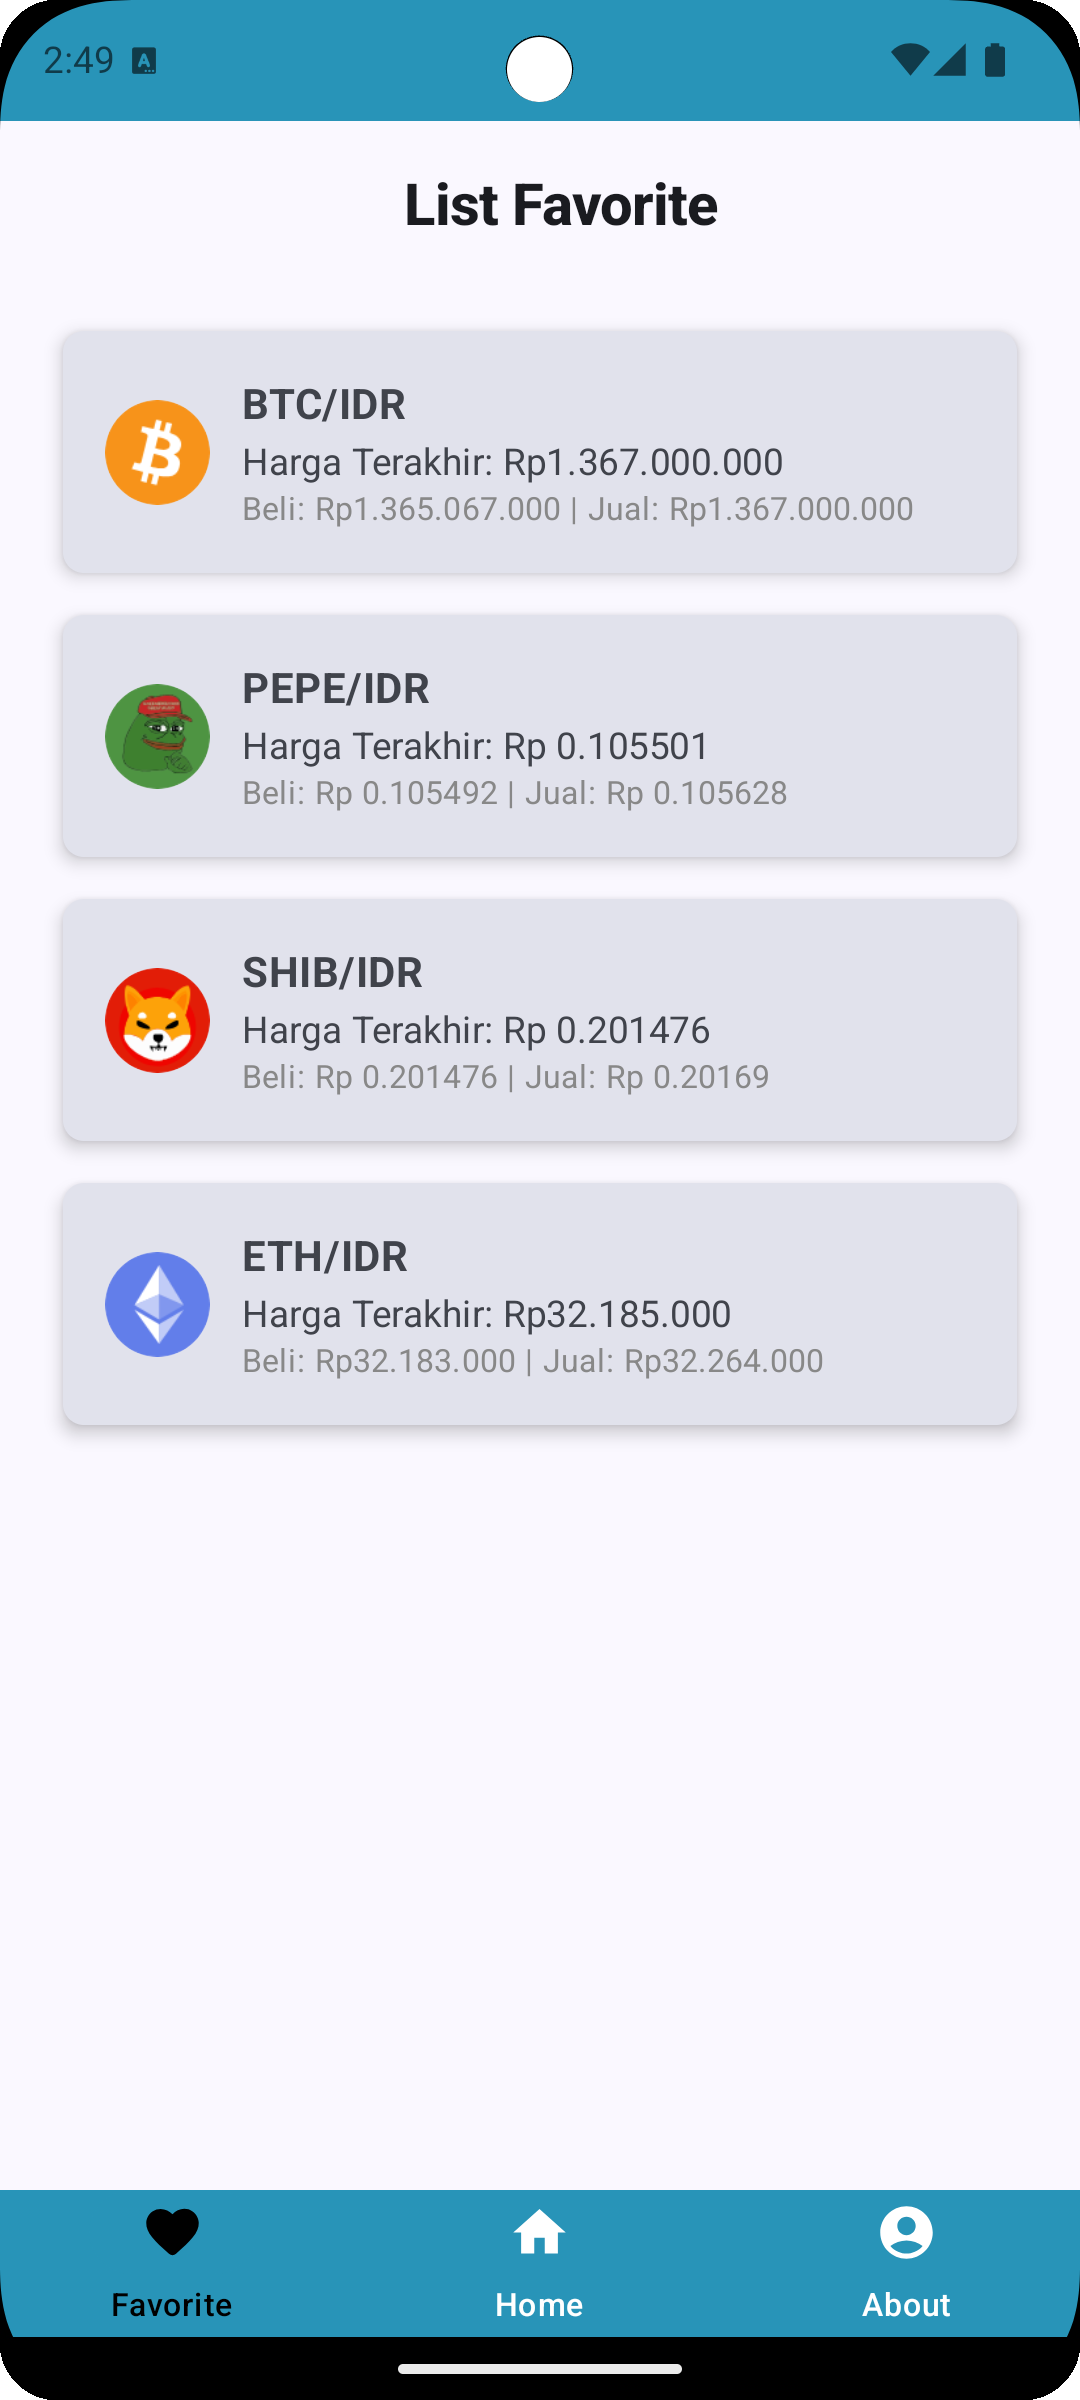 2:49
List Favorite
BTC/IDR
Harga Terakhir: Rp1.367.000.000
Beli: Rp1.365.067.000 | Jual: Rp1.367.000.000
PEPE/IDR
Harga Terakhir: Rp 0.105501
Beli: Rp 0.105492 | Jual: Rp 0.105628
SHIB/IDR
Harga Terakhir: Rp 0.201476
Beli: Rp 0.201476 | Jual: Rp 0.20169
ETH/IDR
Harga Terakhir: Rp32.185.000
Beli: Rp32.183.000 | Jual: Rp32.264.000
Favorite
Home
About